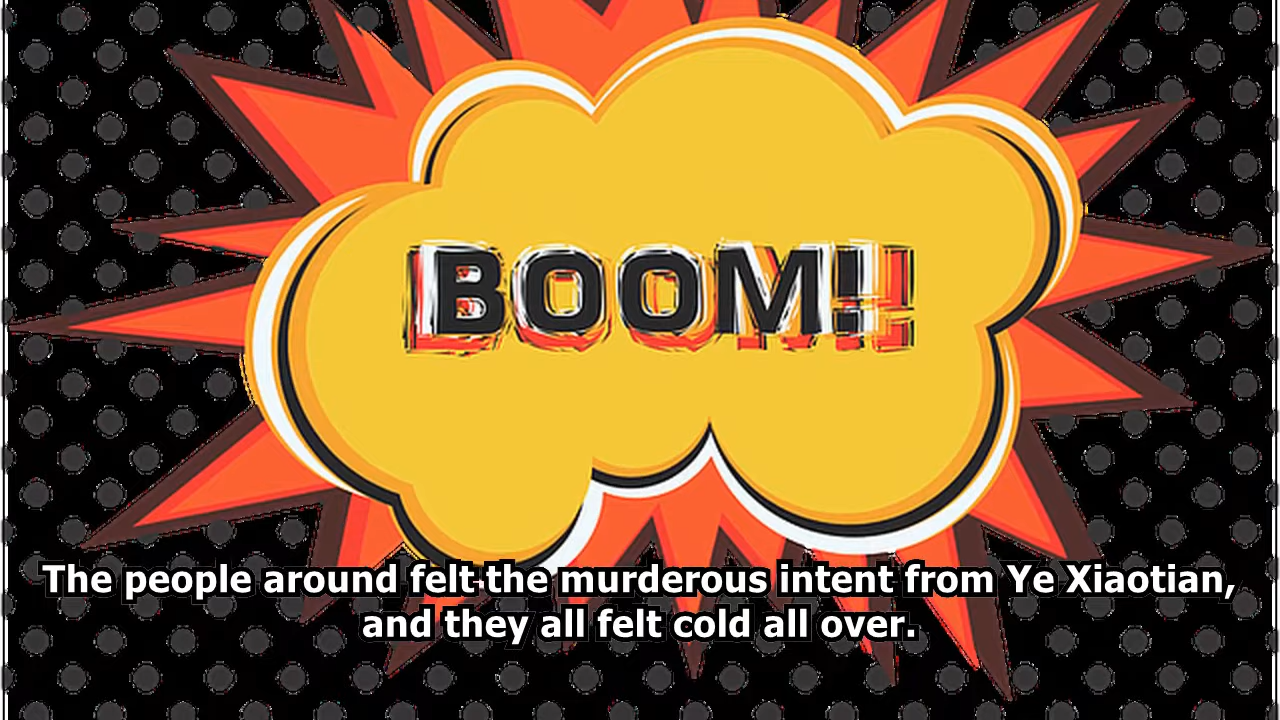 BOOM!!
The people around felt the murderous intent from Ye Xiaotian,
and they all felt cold all over.